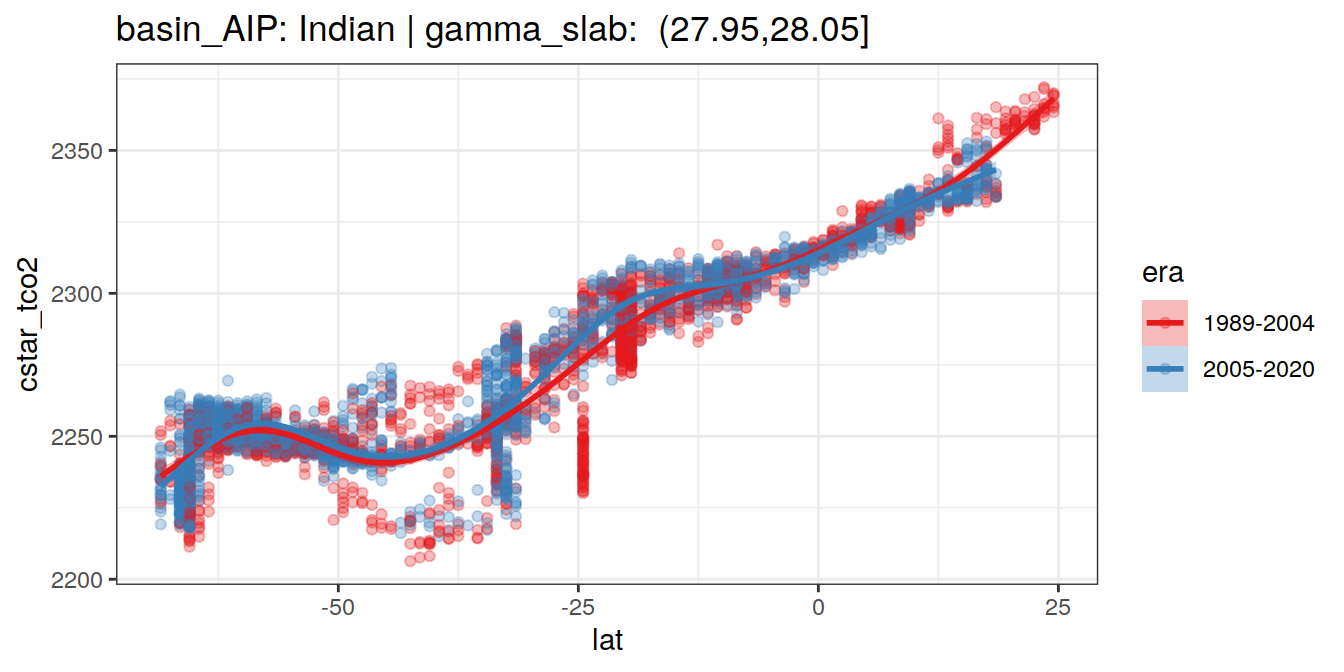 basin_AIP: Indian | gamma_slab: (27.95,28.05]
cstar_tco2
2350
2300
2250
2200
-50
-25
0
25
lat
era
1989-2004
2005-2020